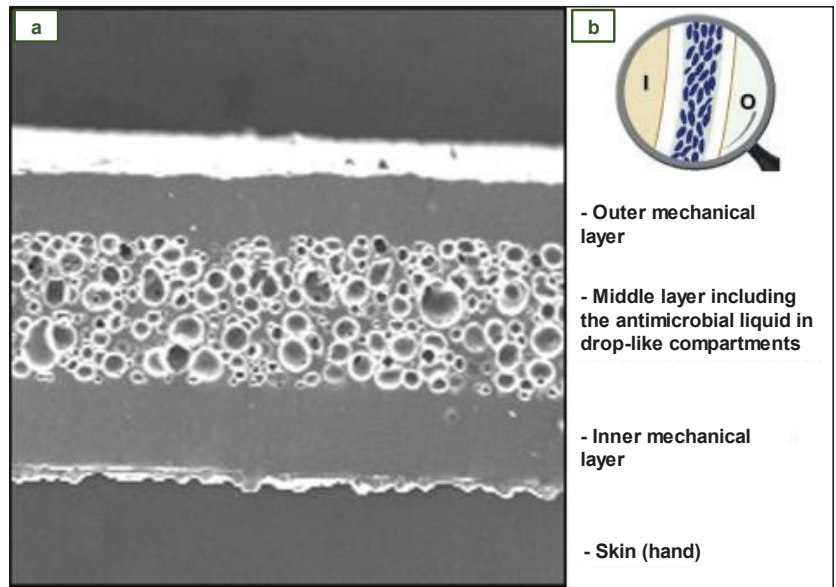 a
b
I
O
- Outer mechanical
layer
- Middle layer including
the antimicrobial liquid in
drop-like compartments
- Inner mechanical
layer
- Skin (hand)